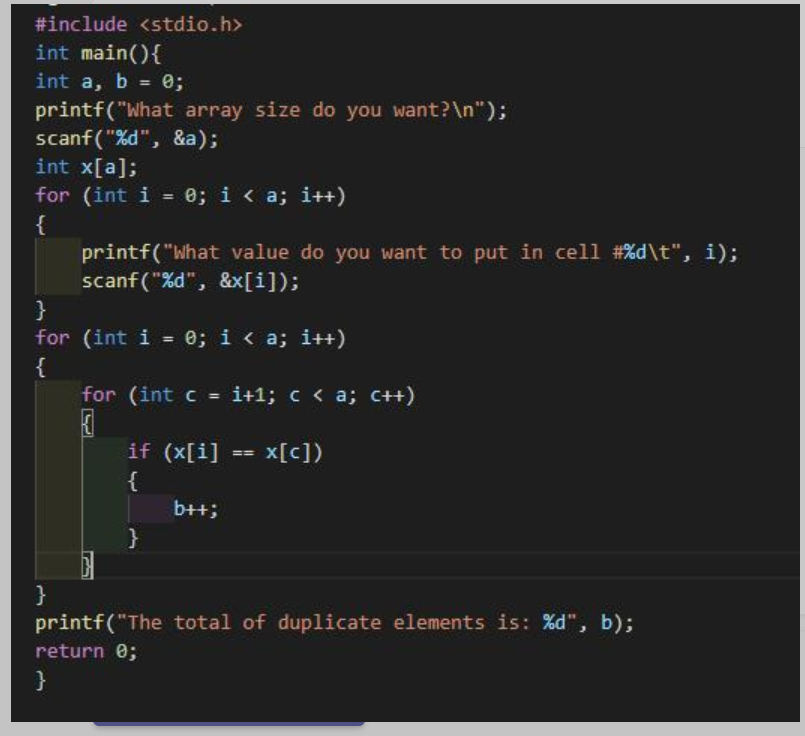 #include <stdio.h>
int main(){
int a, b = 0;
printf("What array size do you want?\n");
scanf("%d", &a);
int x[a];
for (int i = 0; i < a; i++)
{
    printf("What value do you want to put in cell #%d\t", i);
    scanf("%d", &x[i]);
}
for (int i = 0; i < a; i++)
{
    for (int c = i+1; c < a; c++)
    {
        if (x[i] == x[c])
        {
            b++;
        }
    }
}
printf("The total of duplicate elements is: %d", b);
return 0;
}